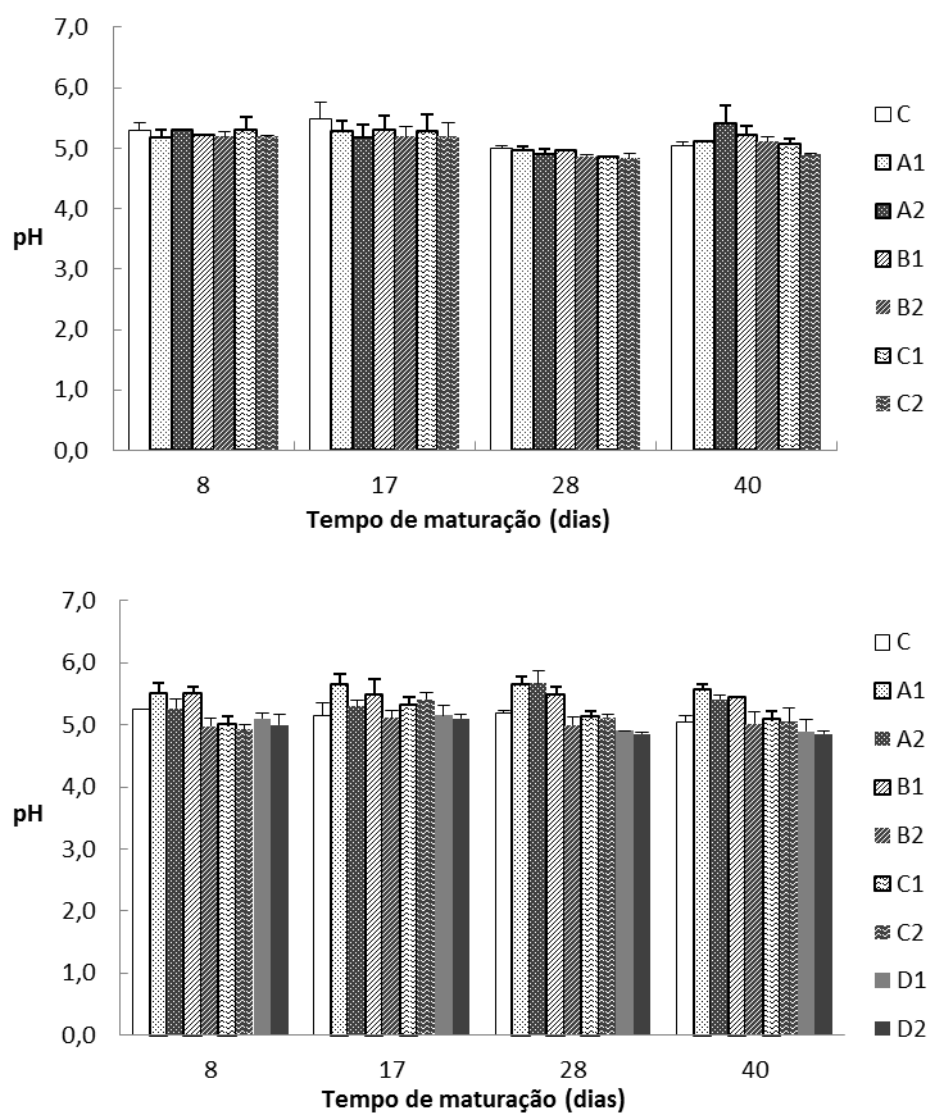 7,0
6,0
5,0
4,0
3,0
2,0
1,0
0,0
pH
8 17 28 40
Tempo de maturação (dias)
C
A1
A2
B1
B2
C1
C2
7,0
6,0
5,0
4,0
3,0
2,0
1,0
0,0
pH
8 17 28 40
Tempo de maturação (dias)
C
A1
A2
B1
B2
C1
C2
D1
D2